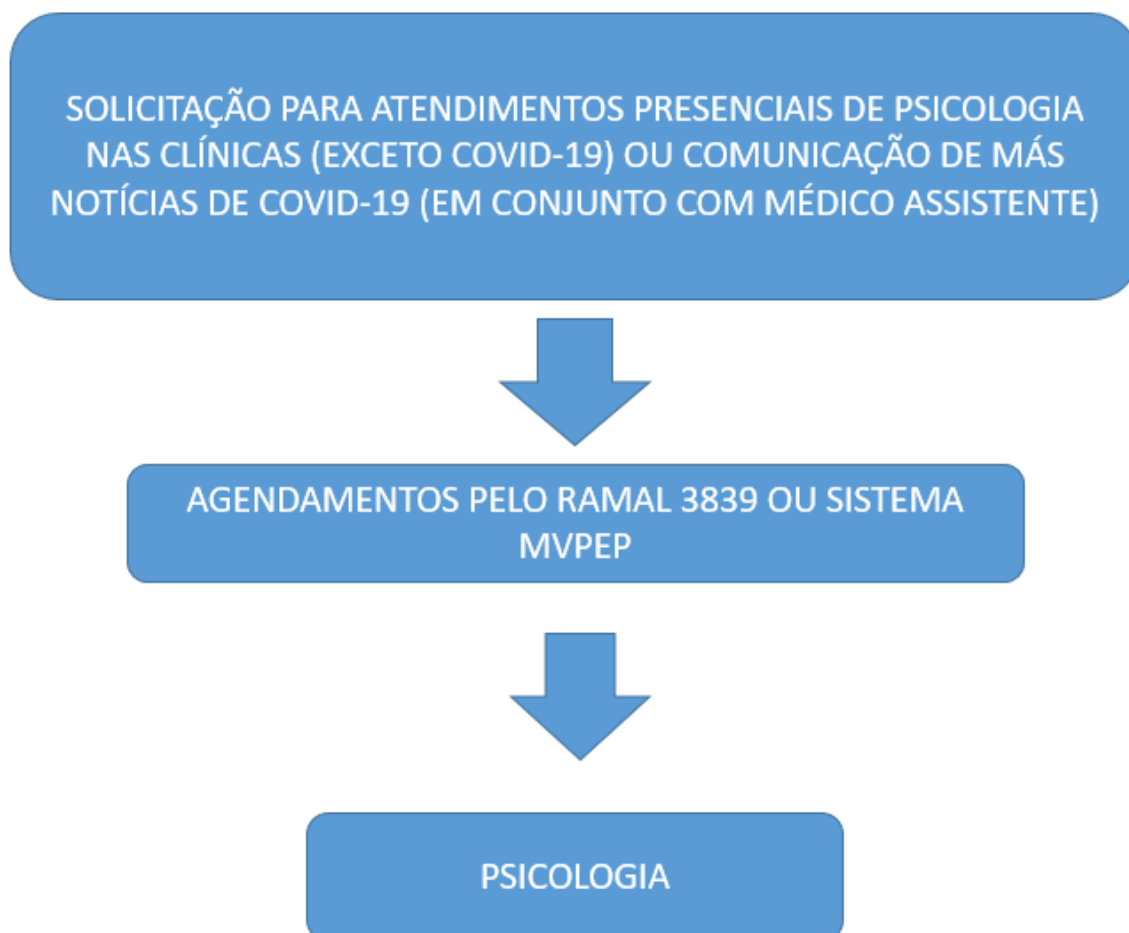 SOLICITAÇÃO PARA ATENDIMENTOS PRESENCIAIS DE PSICOLOGIA
NAS CLÍNICAS (EXCETO COVID-19) OU COMUNICAÇÃO DE MÁS
NOTÍCIAS DE COVID-19 (EM CONJUNTO COM MÉDICO ASSISTENTE)
AGENDAMENTOS PELO RAMAL 3839 OU SISTEMA
MVPEP
PSICOLOGIA